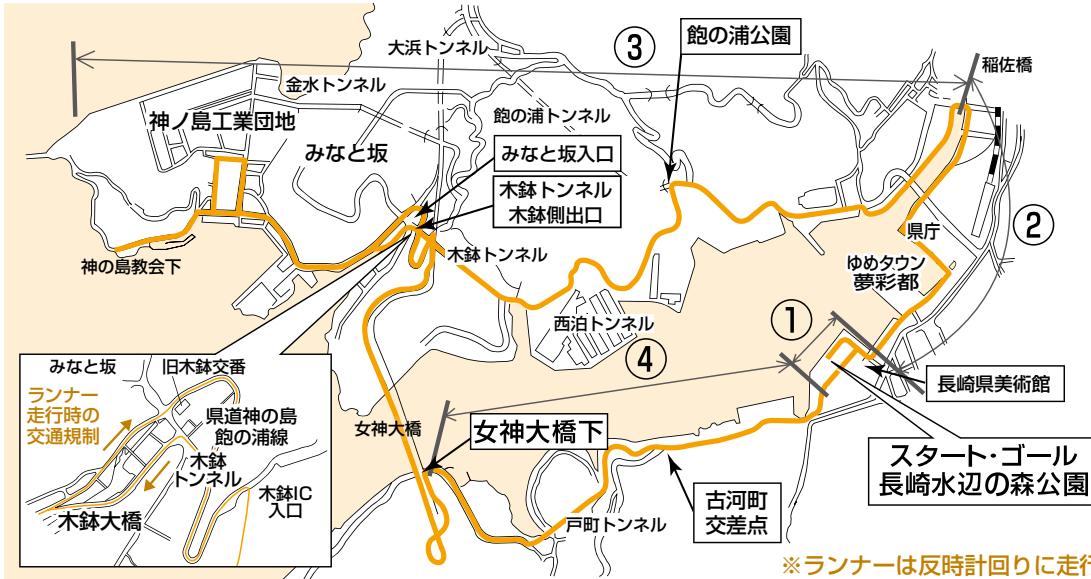 ③
飽の浦公園
大浜トンネル
稲佐橋
金水トンネル
神ノ島工業団地
飽の浦トンネル
みなと坂
みなと坂入口
木鉢トンネル
木鉢側出口
②
県庁
木鉢トンネル
神の島教会下
ゆめタウン
夢彩都
西泊トンネル
①
④
長崎県美術館
みなと坂
旧木鉢交番
ランナー
走行時の
交通規制
県道神の島
飽の浦線
木鉢
トンネル
木鉢IC
入口
木鉢大橋
女神大橋
女神大橋下
スタート・ゴール
長崎水辺の森公園
古河町
交差点
戸町トンネル
※ランナーは反時計回りに走行